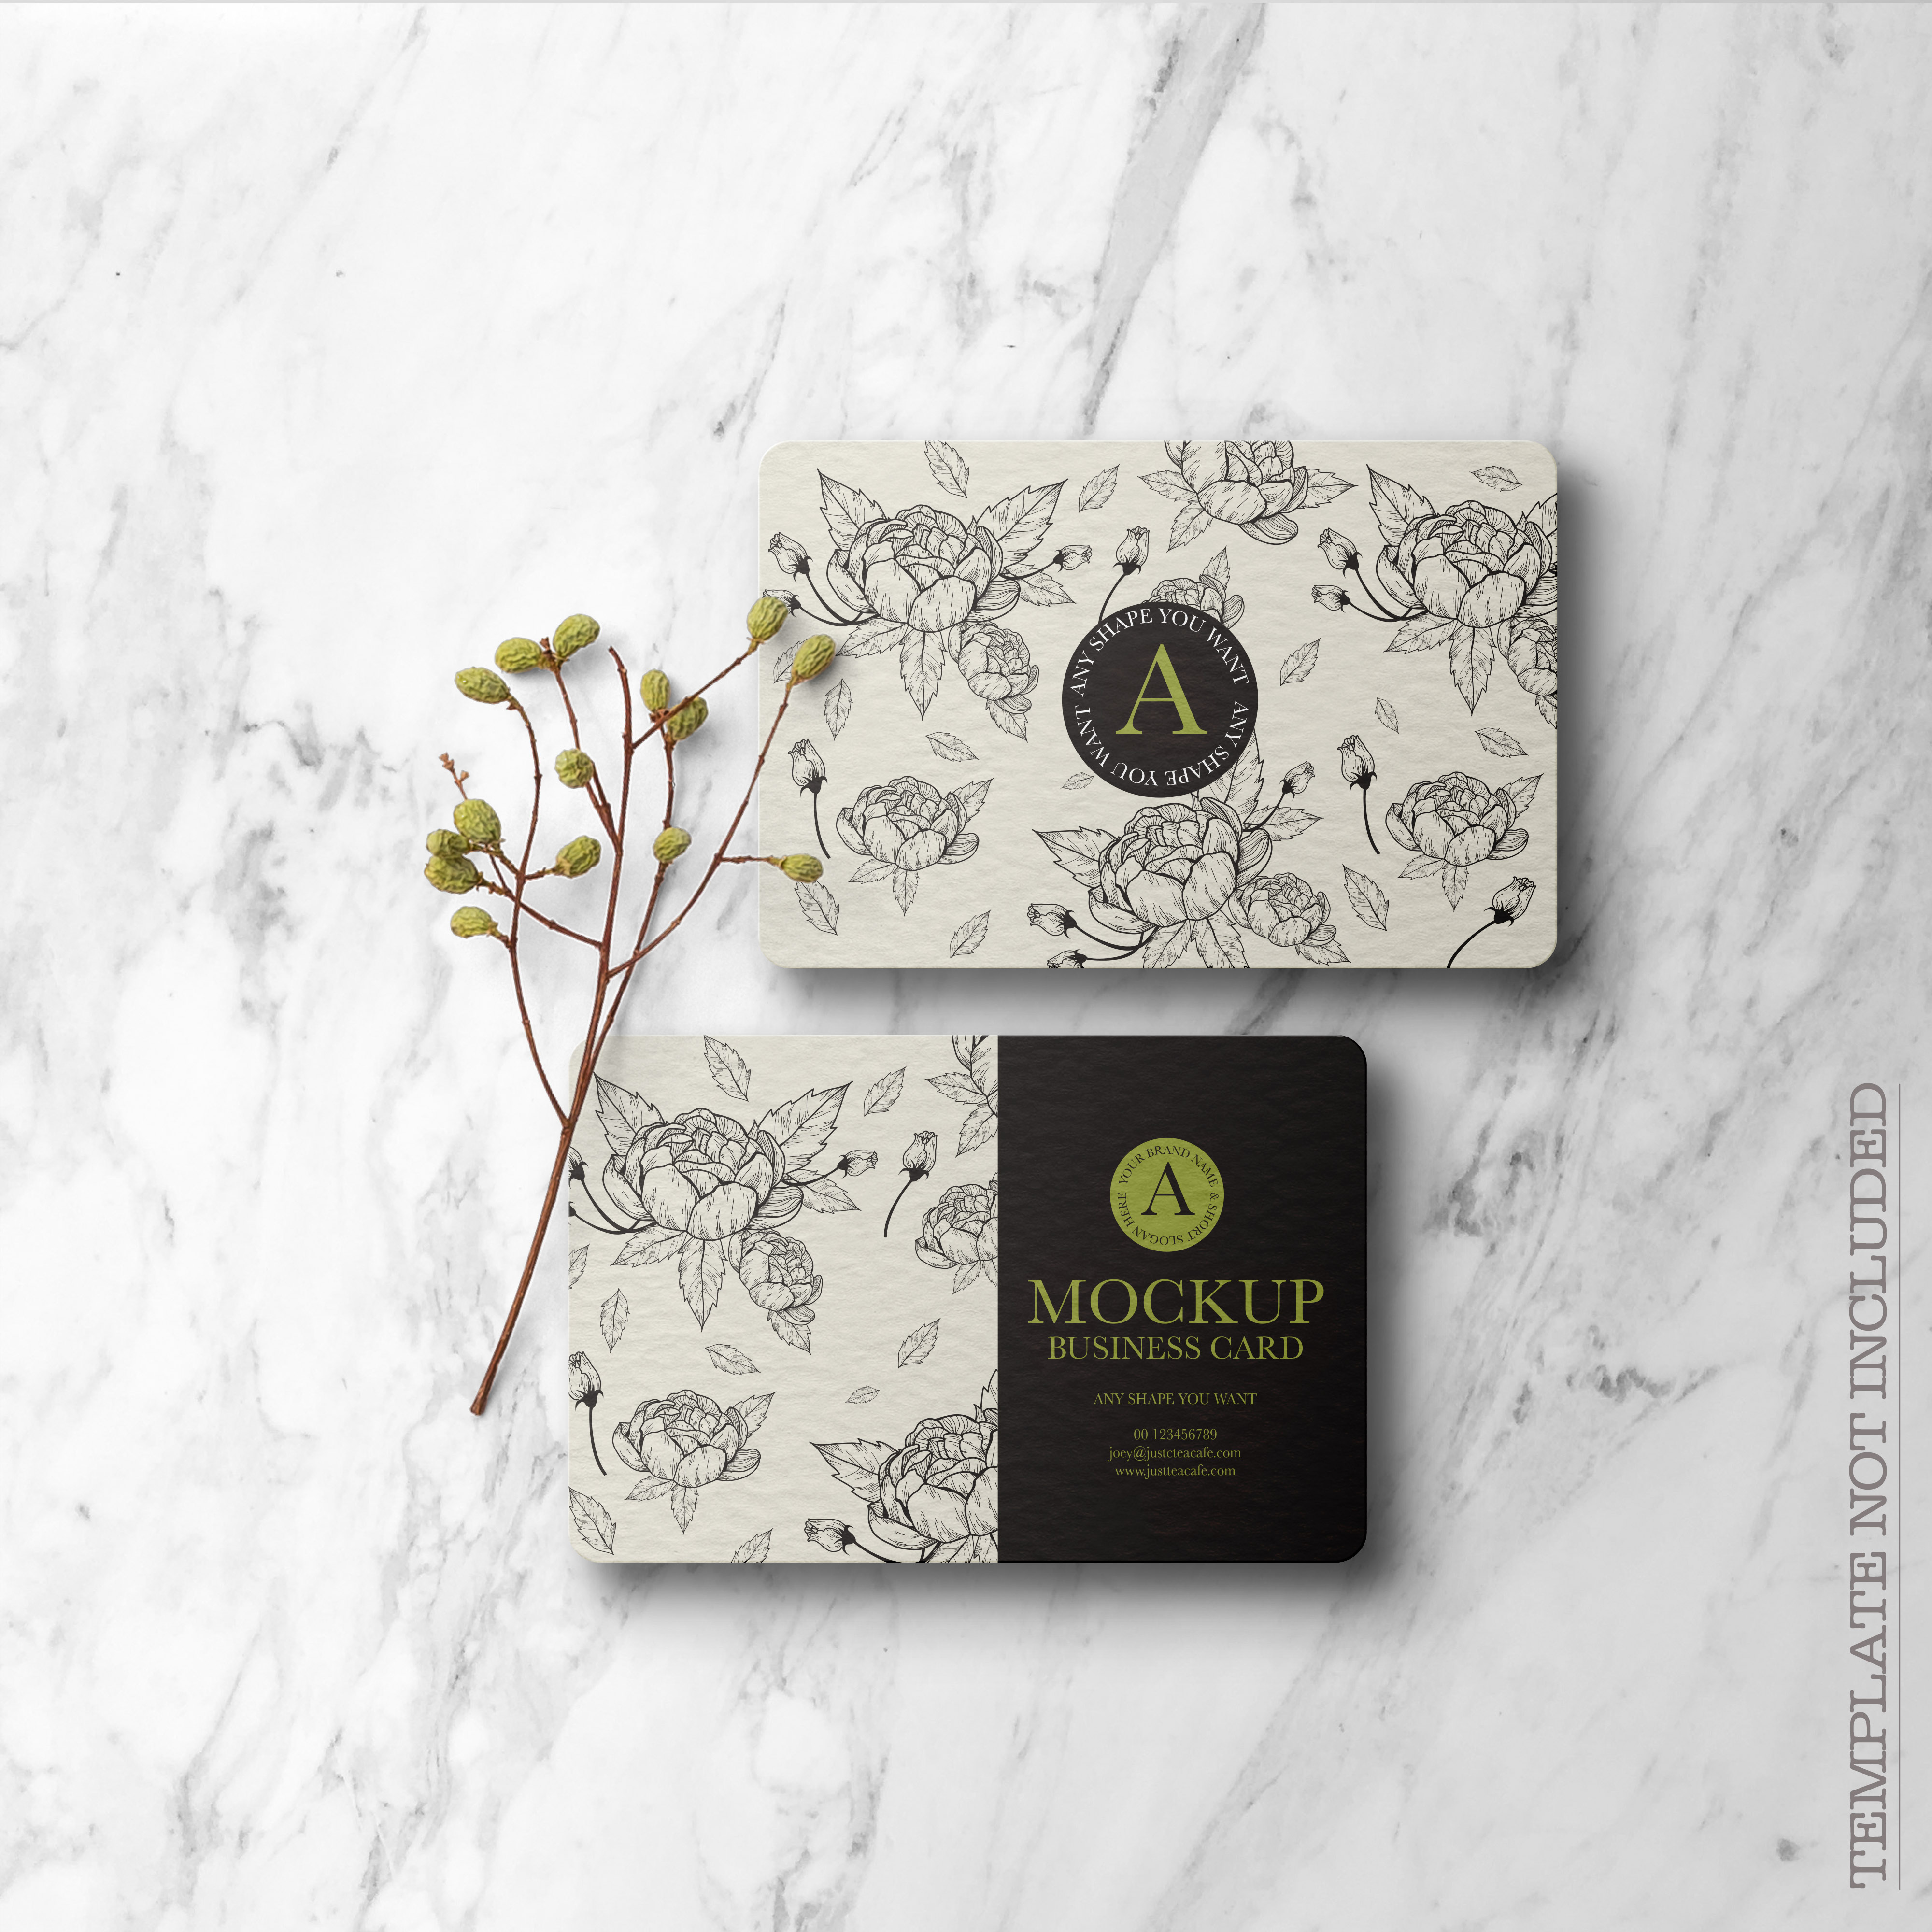 ANY SHAPE YOU WANT ANY SHAPE YOU WANT
A
YOUR BRAND NAME & SHORT SLOGAN HERE
A
MOCKUP
BUSINESS CARD
ANY SHAPE YOU WANT
00 123456789
joey@justcteacafe.com
www.justteacafe.com
TEMPLATE NOT INCLUDED